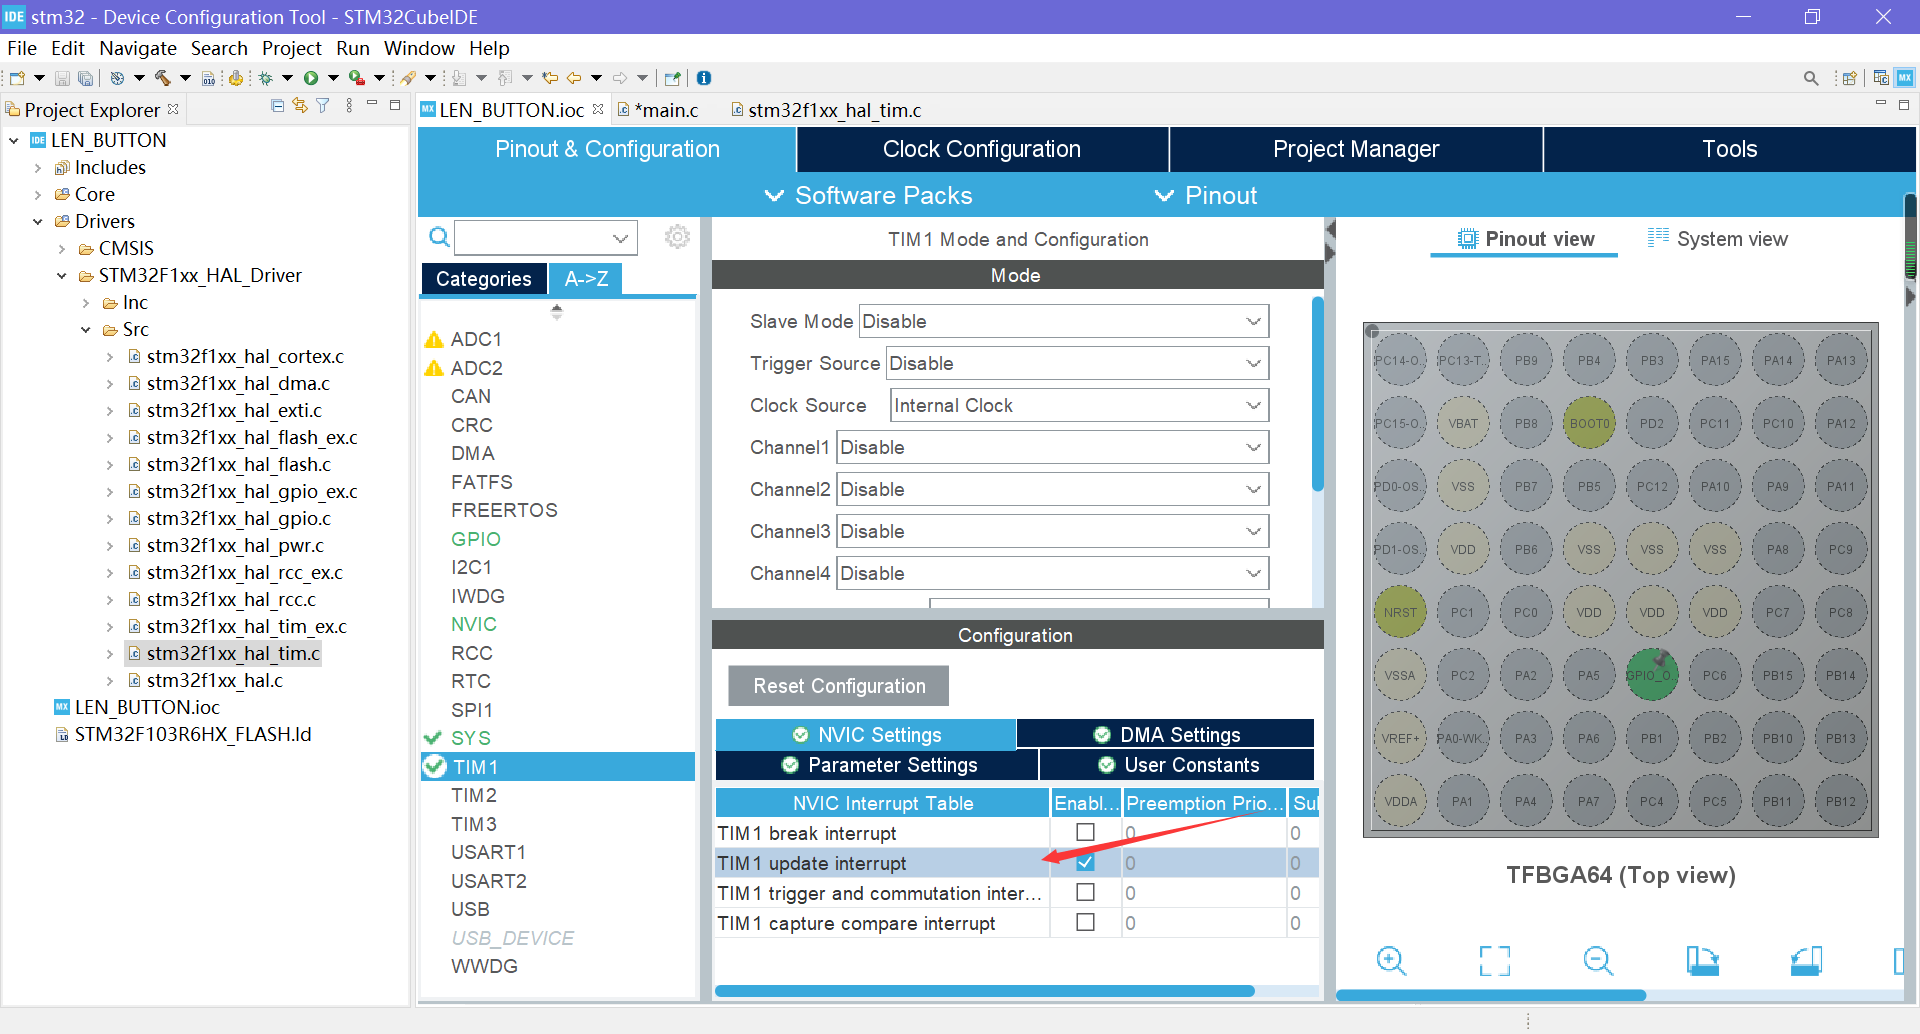 IDE stm32 - Device Configuration Tool - STM32CubeIDE
File Edit Navigate Search Project Run Window Help
Project Explorer
IDE LEN_BUTTON
Includes
Core
Drivers
CMSIS
STM32F1xx_HAL_Driver
Inc
Src
stm32f1xx_hal_cortex.c
stm32f1xx_hal_dma.c
stm32f1xx_hal_exti.c
stm32f1xx_hal_flash_ex.c
stm32f1xx_hal_flash.c
stm32f1xx_hal_gpio_ex.c
stm32f1xx_hal_gpio.c
stm32f1xx_hal_pwr.c
stm32f1xx_hal_rcc_ex.c
stm32f1xx_hal_rcc.c
stm32f1xx_hal_tim_ex.c
stm32f1xx_hal_tim.c
stm32f1xx_hal.c
MX LEN_BUTTON.ioc
STM32F103R6HX_FLASH.ld
MX LEN_BUTTON.ioc
*main.c
stm32f1xx_hal_tim.c
MX
Pinout & Configuration
Clock Configuration
Project Manager
Tools
Software Packs
Pinout
Categories
A->Z
ADC1
ADC2
CAN
CRC
DMA
FATFS
FREERTOS
GPIO
I2C1
IWDG
NVIC
RCC
RTC
SPI1
SYS
TIM1
TIM2
TIM3
USART1
USART2
USB
USB_DEVICE
WWDG
TIM1 Mode and Configuration
Mode
Slave Mode Disable
Trigger Source Disable
Clock Source Internal Clock
Channel1 Disable
Channel2 Disable
Channel3 Disable
Channel4 Disable
Configuration
Reset Configuration
NVIC Settings
DMA Settings
Parameter Settings
User Constants
NVIC Interrupt Table Enabl... Preemption Prio... Su
TIM1 break interrupt 0 0
TIM1 update interrupt 0 0
TIM1 trigger and commutation inter... 0 0
TIM1 capture compare interrupt 0 0
Pinout view
System view
PC14-O.. PC13-T.. PB9 PB4 PB3 PA15 PA14 PA13
PC15-O.. VBAT PB8 BOOT0 PD2 PC11 PC10 PA12
PD0-OS.. VSS PB7 PB5 PC12 PA10 PA9 PA11
PD1-OS.. VDD PB6 VSS VSS VSS PA8 PC9
NRST PC1 PC0 VDD VDD VDD PC7 PC8
VSSA PC2 PA2 PA5 GPIO_O.. PC6 PB15 PB14
VREF+ PA0-WK.. PA3 PA6 PB1 PB2 PB10 PB13
VDDA PA1 PA4 PA7 PC4 PC5 PB11 PB12
TFBGA64 (Top view)